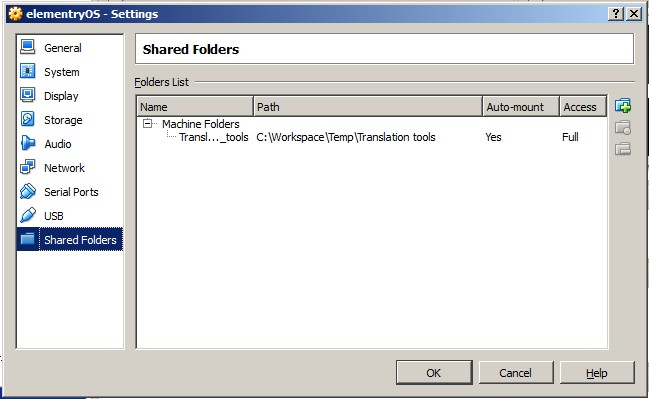 elementryOS - Settings
General
System
Display
Storage
Audio
Network
Serial Ports
USB
Shared Folders
Shared Folders
Folders List
Name Path Auto-mount Access
Machine Folders
Transl..._tools C:\Workspace\Temp\Translation tools Yes Full
OK Cancel Help